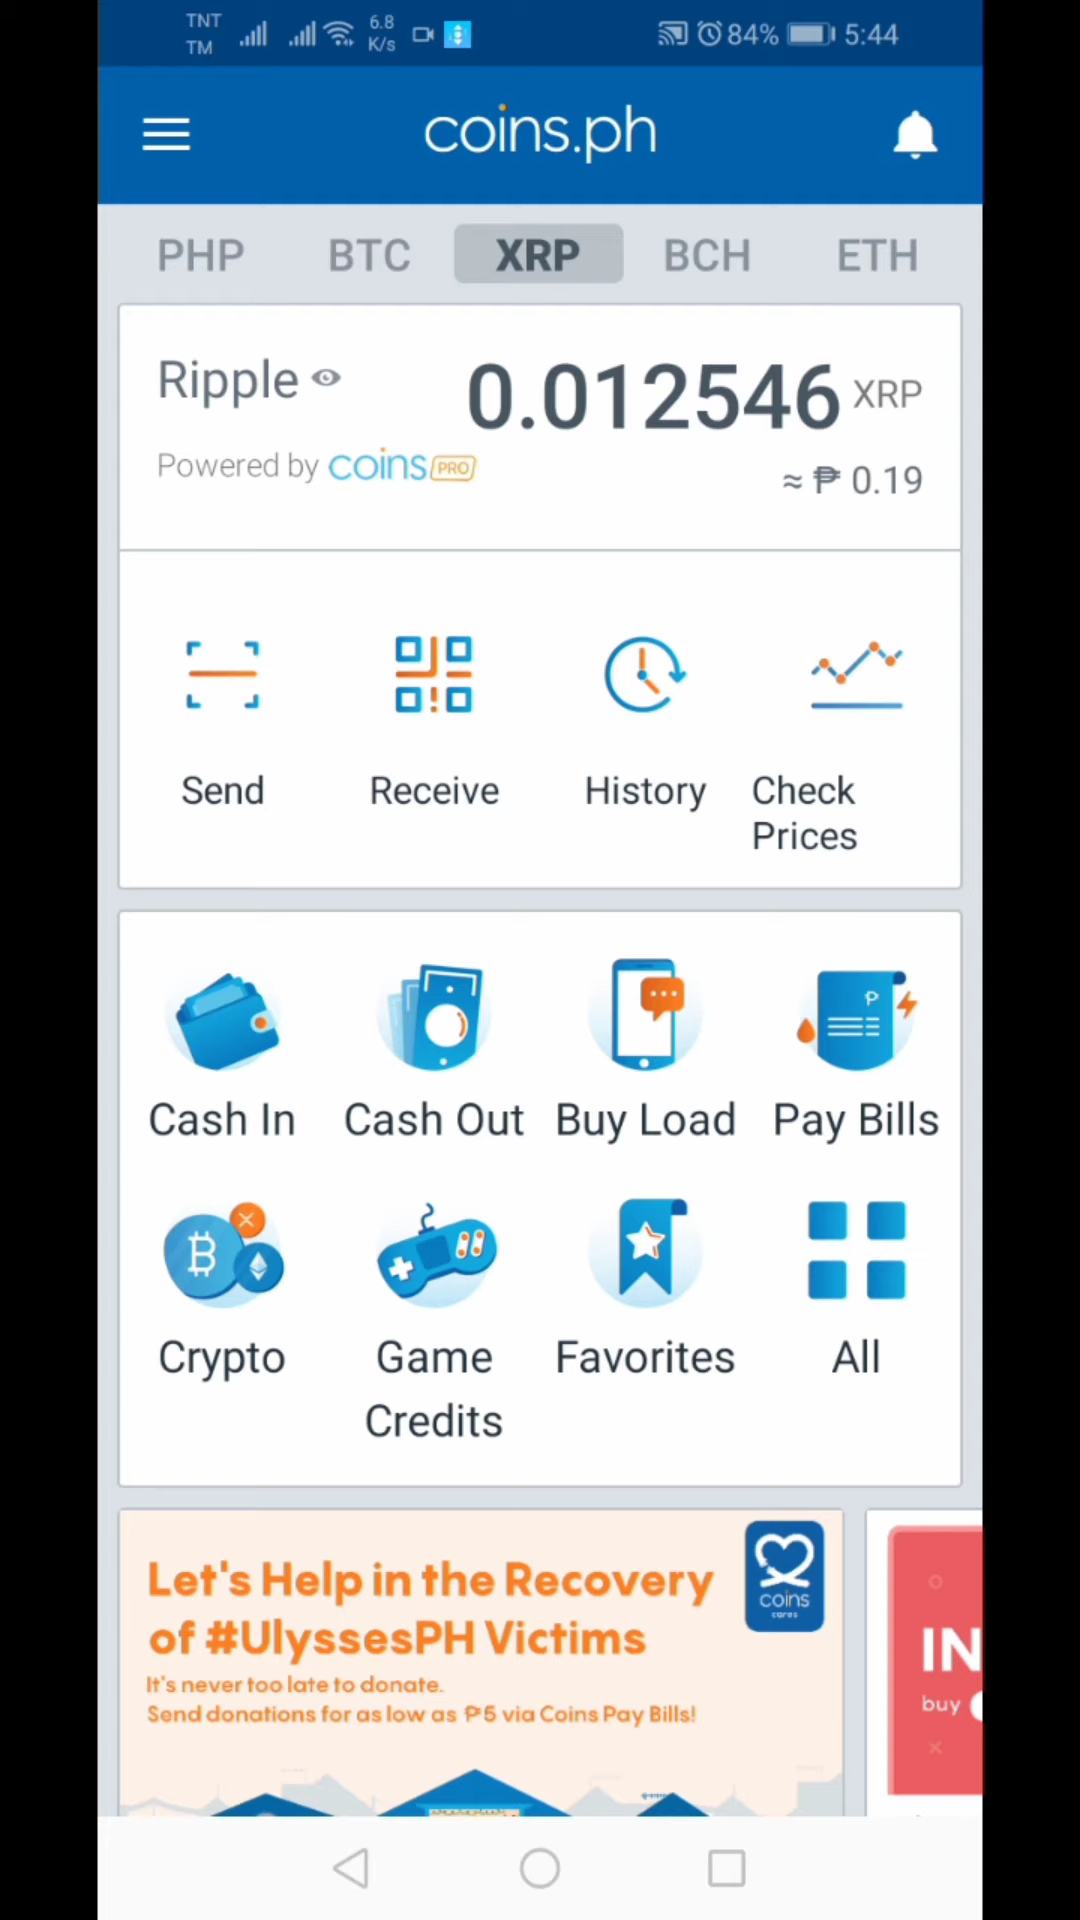 TNT
TM
6.8
K/s
84% 5:44
coins.ph
PHP BTC XRP BCH ETH
Ripple 0.012546 XRP
Powered by coins PRO
≈ ₱ 0.19
Send Receive History Check
Prices
Cash In Cash Out Buy Load Pay Bills
Crypto Game Favorites All
Credits
Let's Help in the Recovery
of #UlyssesPH Victims
It's never too late to donate.
Send donations for as low as ₱5 via Coins Pay Bills!
coins
cares
IN
buy